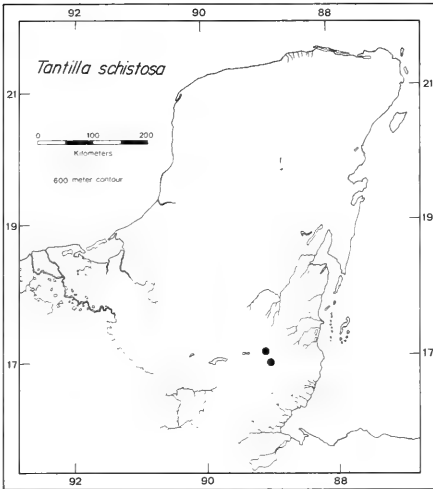 92 90 88
Tantilla schistosa
21 21
0 100 200
Kilometers
600 meter contour
19 19
17 17
92 90 88